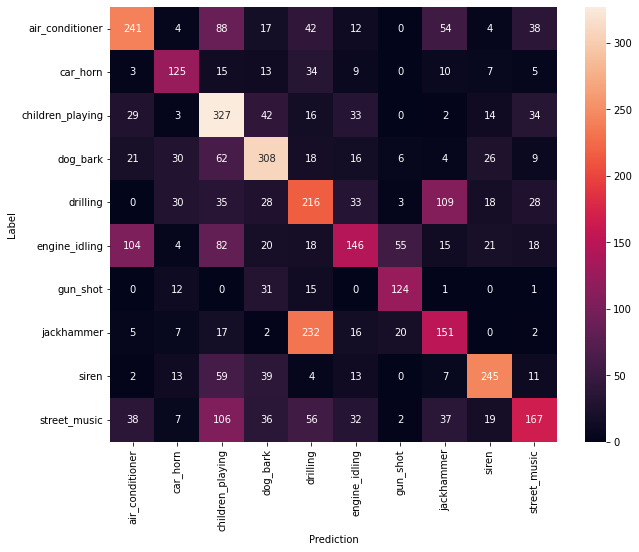 air_conditioner 241 4 88 17 42 12 0 54 4 38
car_horn 3 125 15 13 34 9 0 10 7 5
children_playing 29 3 327 42 16 33 0 2 14 34
dog_bark 21 30 62 308 18 16 6 4 26 9
drilling 0 30 35 28 216 33 3 109 18 28
engine_idling 104 4 82 20 18 146 55 15 21 18
gun_shot 0 12 0 31 15 0 124 1 0 1
jackhammer 5 7 17 2 232 16 20 151 0 2
siren 2 13 59 39 4 13 0 7 245 11
street_music 38 7 106 36 56 32 2 37 19 167
air_conditioner car_horn children_playing dog_bark drilling engine_idling gun_shot jackhammer siren street_music
Prediction
Label
300
250
200
150
100
50
0